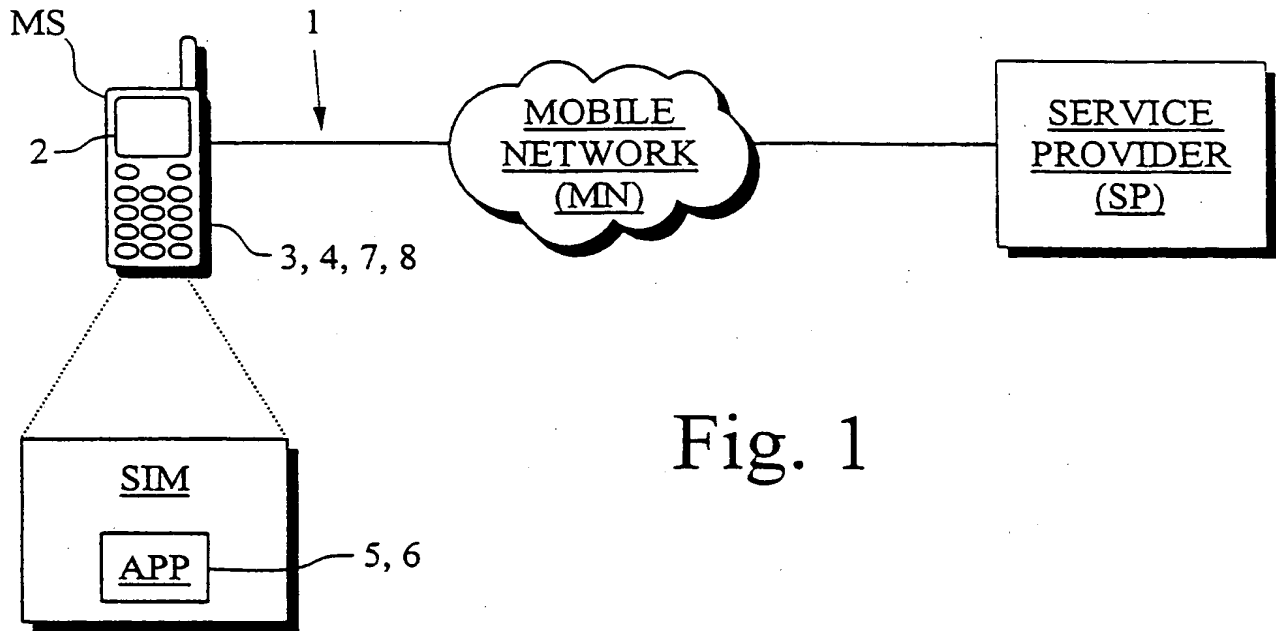 MS
1
2
MOBILE
NETWORK
(MN)
SERVICE
PROVIDER
(SP)
3, 4, 7, 8
SIM
APP
5, 6
Fig. 1